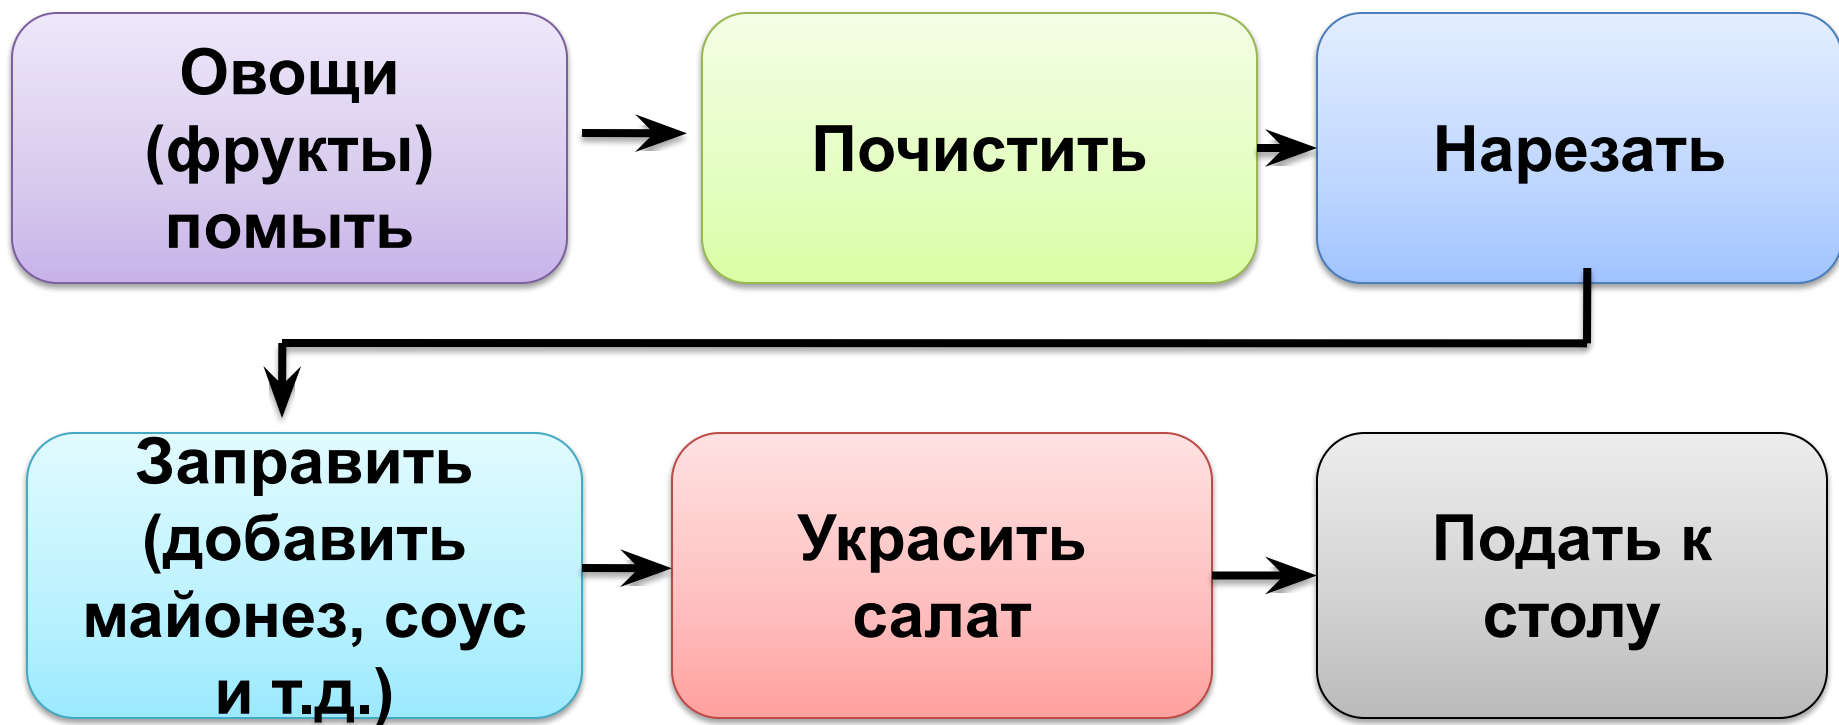 Овощи
(фрукты)
помыть
Почистить
Нарезать
Заправить
(добавить
майонез, соус
и т.д.)
Украсить
салат
Подать к
столу